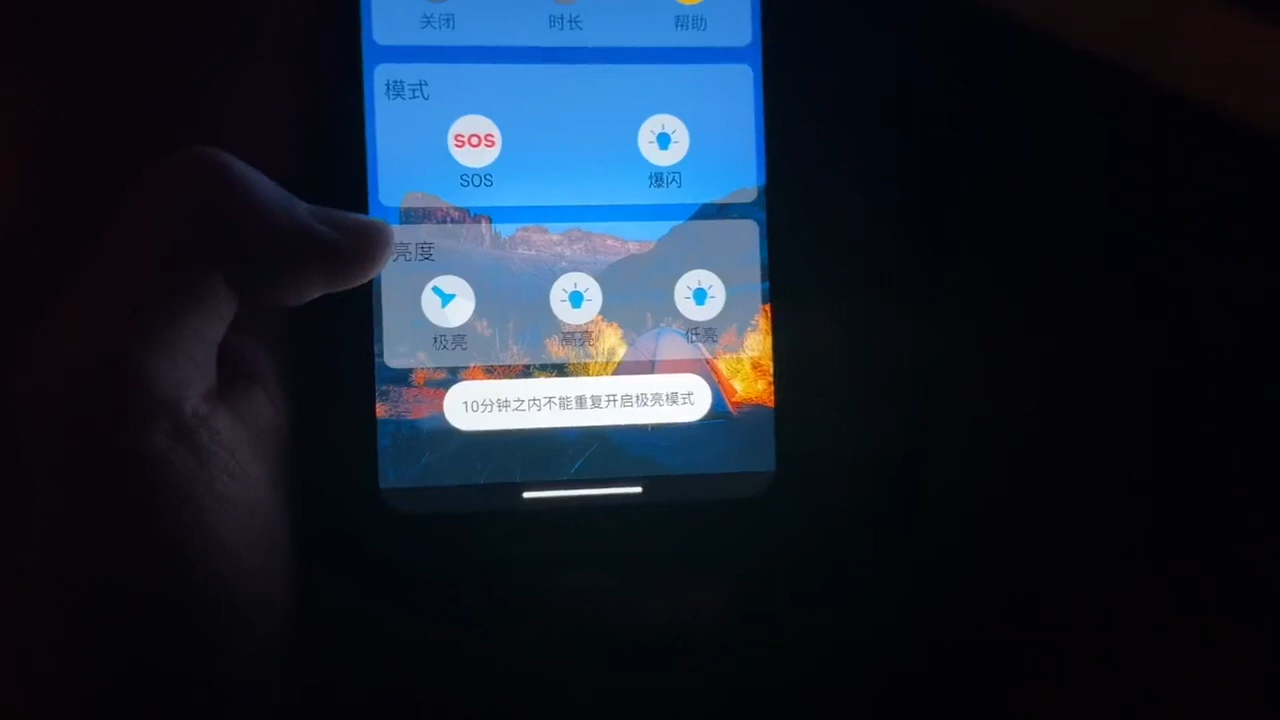 关闭 时长 帮助
模式
SOS
SOS 爆闪
亮度
极亮 高亮 低亮
10分钟之内不能重复开启极亮模式